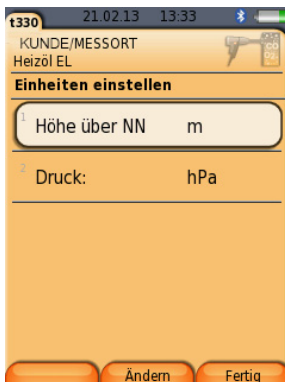 t330 21.02.13 13:33
KUNDE/MESSORT
Heizöl EL
Einheiten einstellen
1 Höhe über NN m
2 Druck: hPa
Ändern Fertig